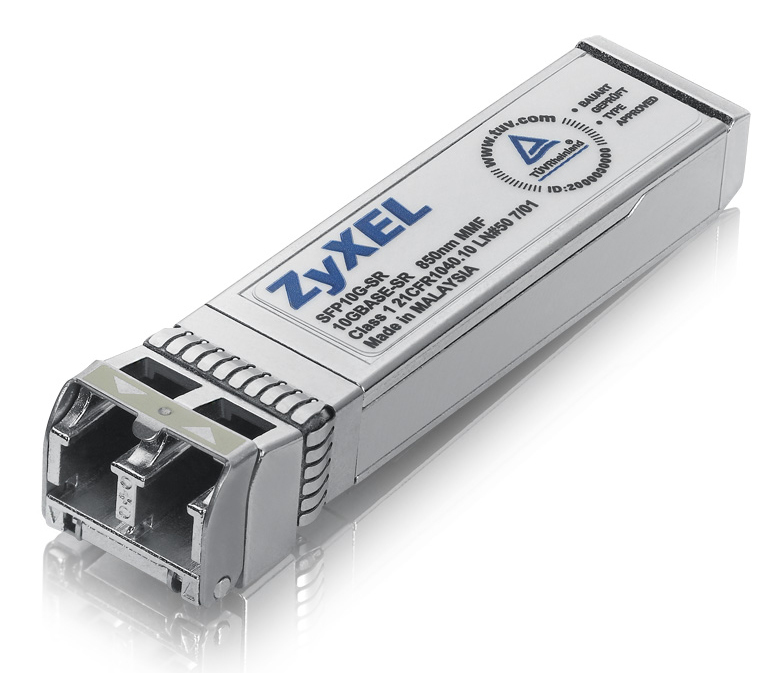 ZyXEL
SFP10G-SR
10GBASE-SR 850nm MMF
Class 1 21CFR1040.10 LN#50 7/01
Made in MALAYSIA
www.tuv.com
TÜVRheinland®
ID:2000000000
• BAUART
GEPRÜFT
• TYPE
APPROVED